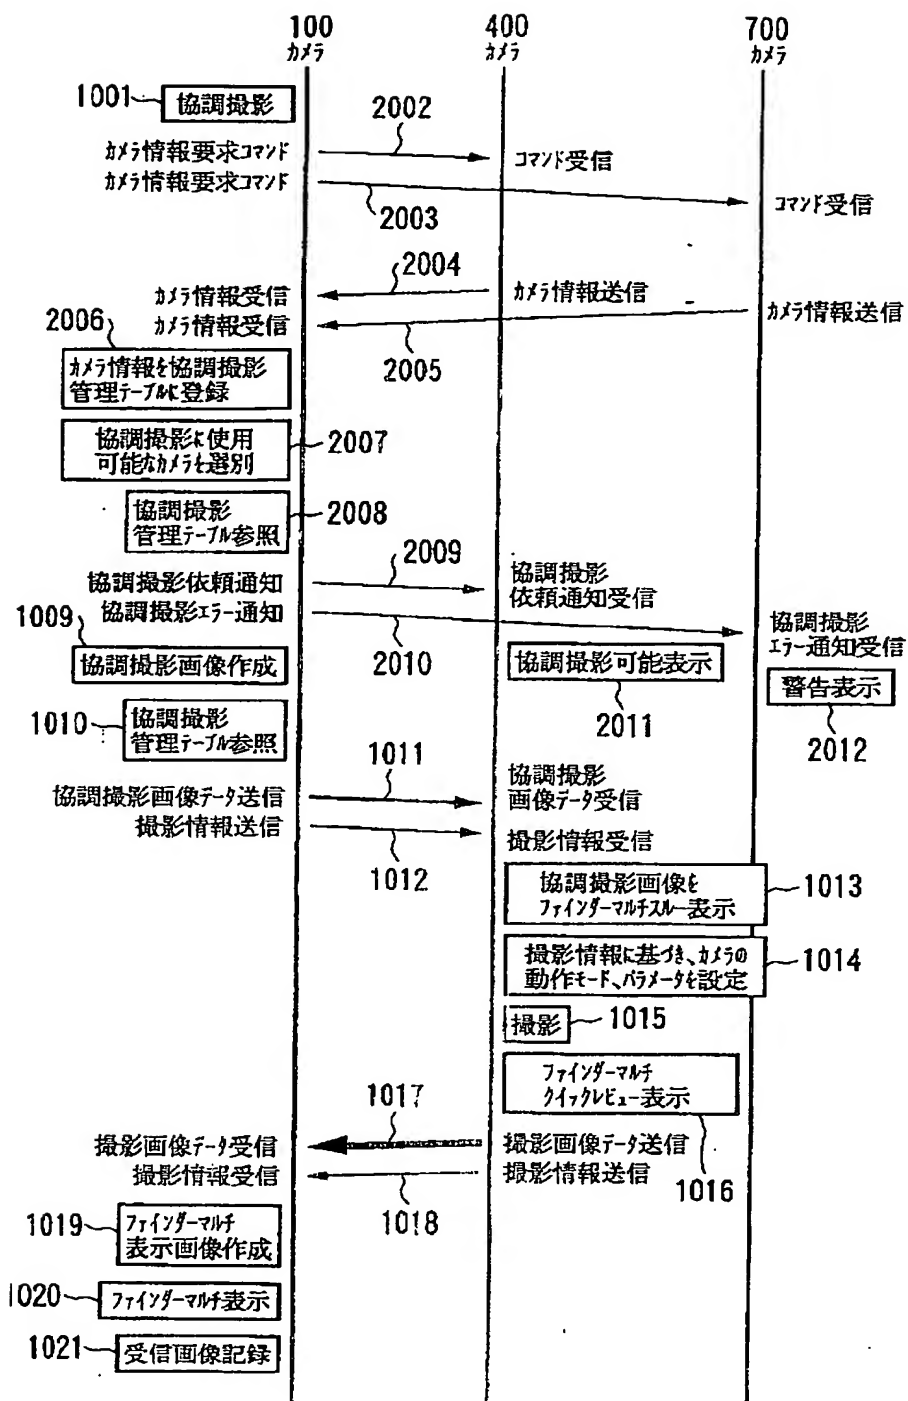 100
カメラ
400
カメラ
700
カメラ
1001
協調撮影
2002
カメラ情報要求コマンド
コマンド受信
カメラ情報要求コマンド
2003
コマンド受信
2004
カメラ情報受信
カメラ情報送信
カメラ情報受信
カメラ情報送信
2005
2006
カメラ情報を協調撮影
管理テーブルに登録
協調撮影に使用
可能なカメラを選別
2007
協調撮影
管理テーブル参照
2008
2009
協調撮影依頼通知
協調撮影
依頼通知受信
協調撮影エラー通知
2010
協調撮影
エラー通知受信
1009
協調撮影画像作成
協調撮影可能表示
2011
警告表示
2012
1010
協調撮影
管理テーブル参照
1011
協調撮影画像データ送信
協調撮影
画像データ受信
撮影情報送信
撮影情報受信
1012
協調撮影画像を
ファインダーマルチスルー表示
1013
撮影情報に基づき、カメラの
動作モード、パラメータを設定
1014
撮影
1015
ファインダーマルチ
クイックレビュー表示
1016
1017
撮影画像データ受信
撮影画像データ送信
撮影情報受信
撮影情報送信
1018
1019
ファインダーマルチ
表示画像作成
1020
ファインダーマルチ表示
1021
受信画像記録